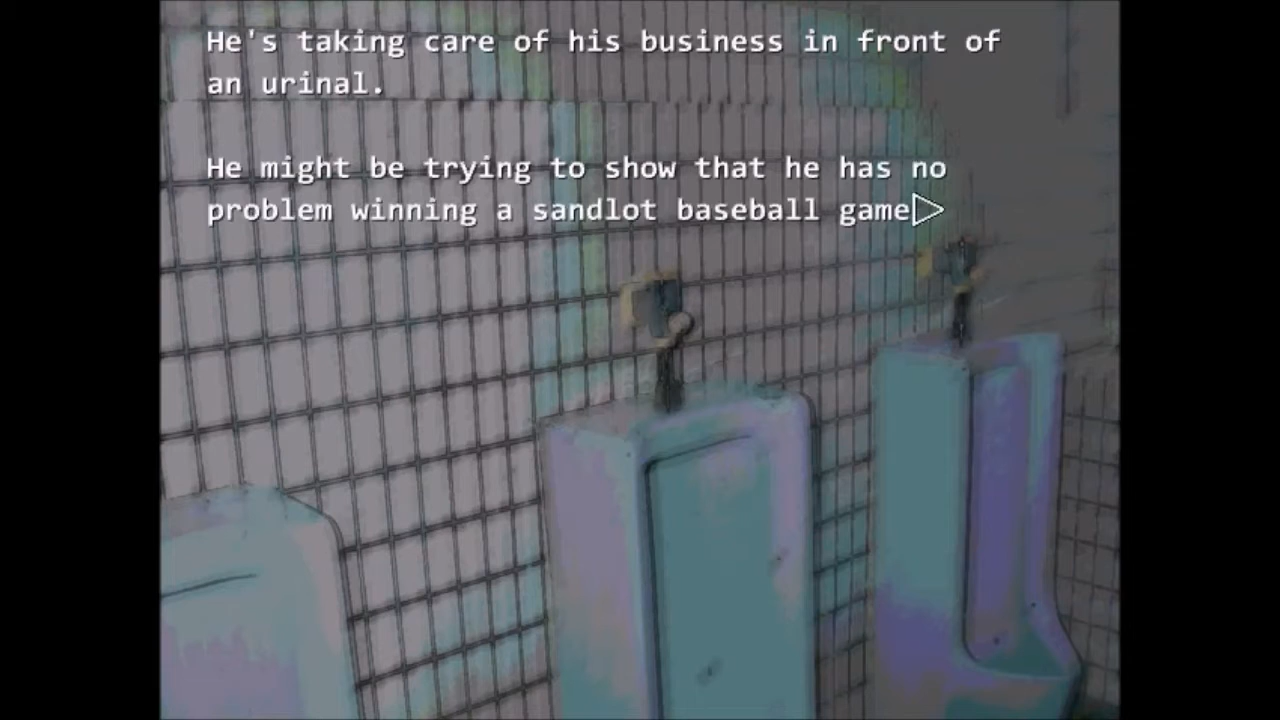 He's taking care of his business in front of
an urinal.
He might be trying to show that he has no
problem winning a sandlot baseball game